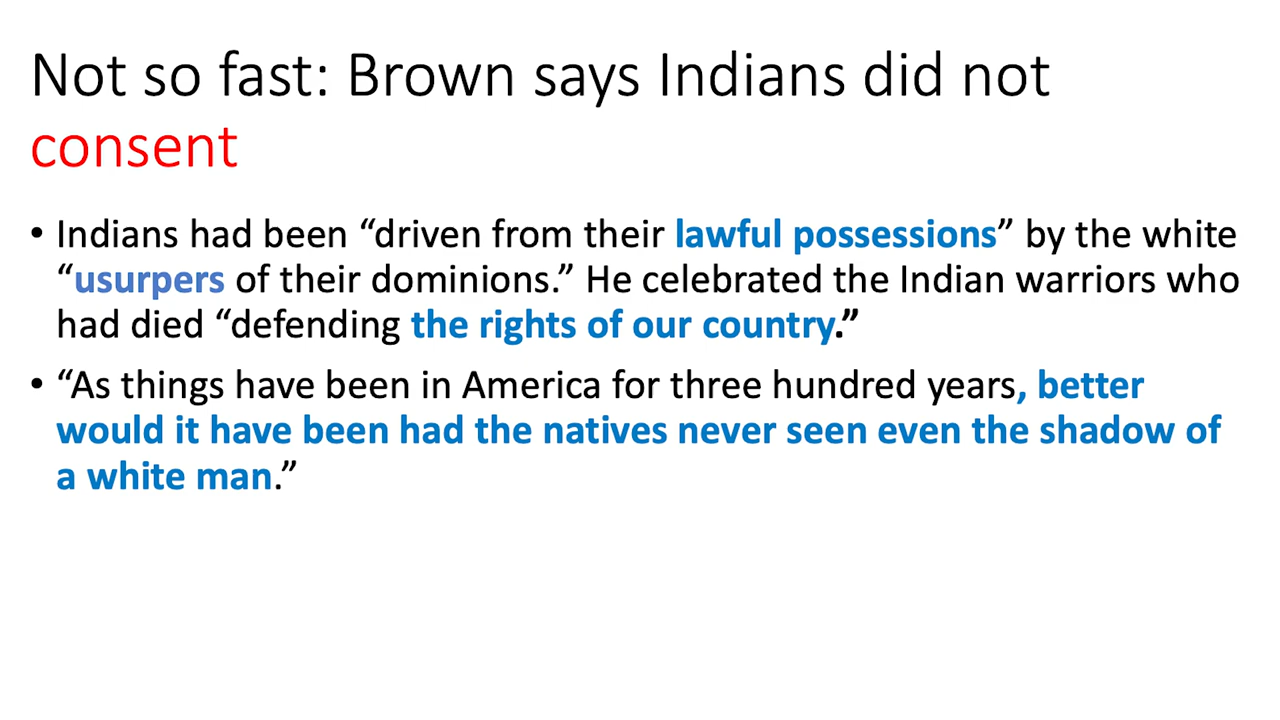 Not so fast: Brown says Indians did not
consent
• Indians had been “driven from their lawful possessions” by the white
“usurpers of their dominions.” He celebrated the Indian warriors who
had died “defending the rights of our country.”
• “As things have been in America for three hundred years, better
would it have been had the natives never seen even the shadow of
a white man.”